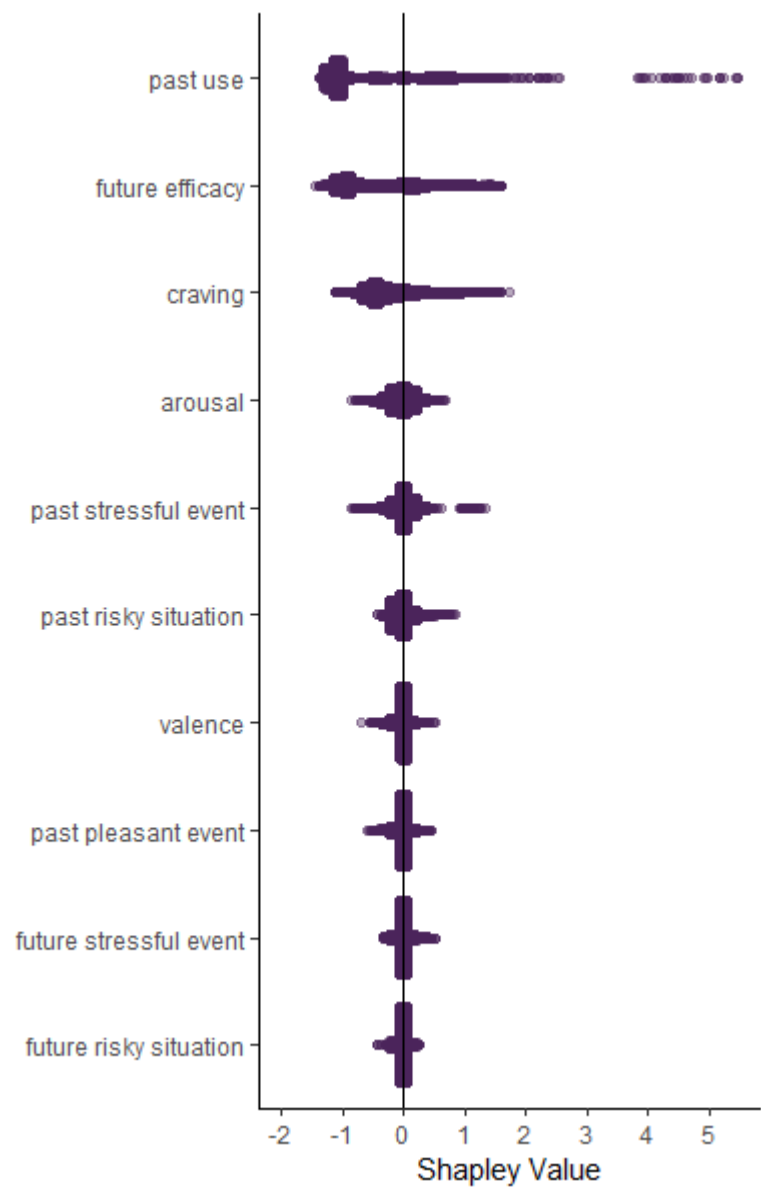 past use
future efficacy
craving
arousal
past stressful event
past risky situation
valence
past pleasant event
future stressful event
future risky situation
-2 -1 0 1 2 3 4 5
Shapley Value